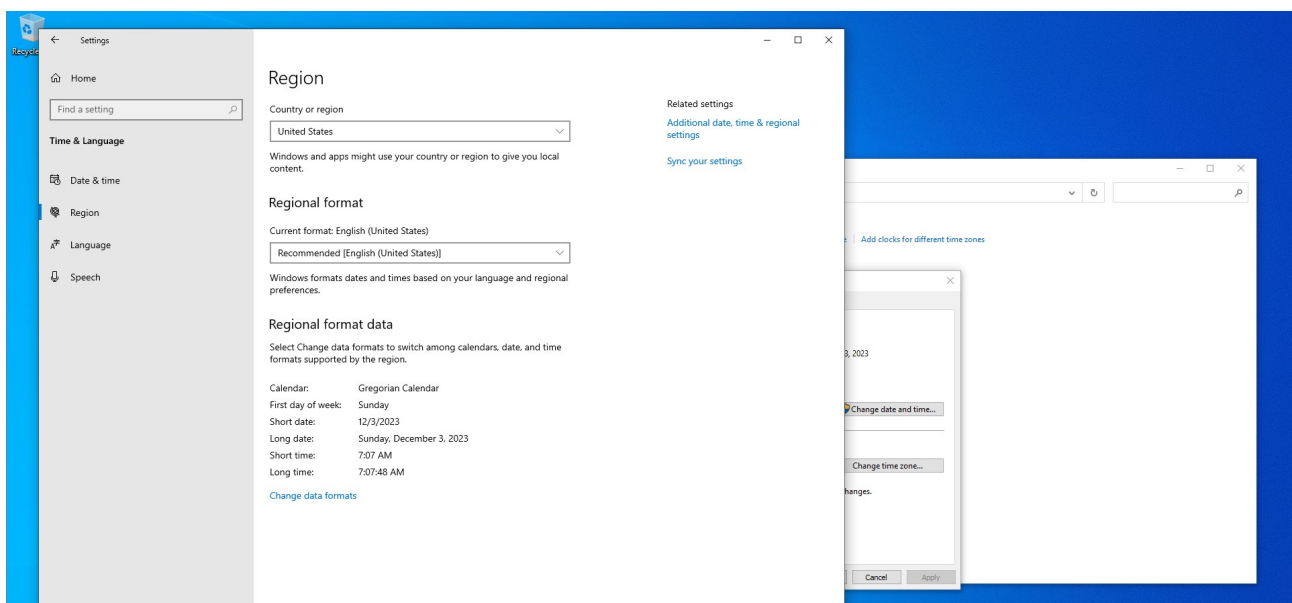 Recycle
Settings
Home
Find a setting
Time & Language
Date & time
Region
Language
Speech
Region
Country or region
United States
Windows and apps might use your country or region to give you local
content.
Regional format
Current format: English (United States)
Recommended [English (United States)]
Windows formats dates and times based on your language and regional
preferences.
Regional format data
Select Change data formats to switch among calendars, date, and time
formats supported by the region.
Calendar: Gregorian Calendar
First day of week: Sunday
Short date: 12/3/2023
Long date: Sunday, December 3, 2023
Short time: 7:07 AM
Long time: 7:07:48 AM
Change data formats
Related settings
Additional date, time & regional
settings
Sync your settings
Add clocks for different time zones
3, 2023
Change date and time...
Change time zone...
hanges.
Cancel Apply